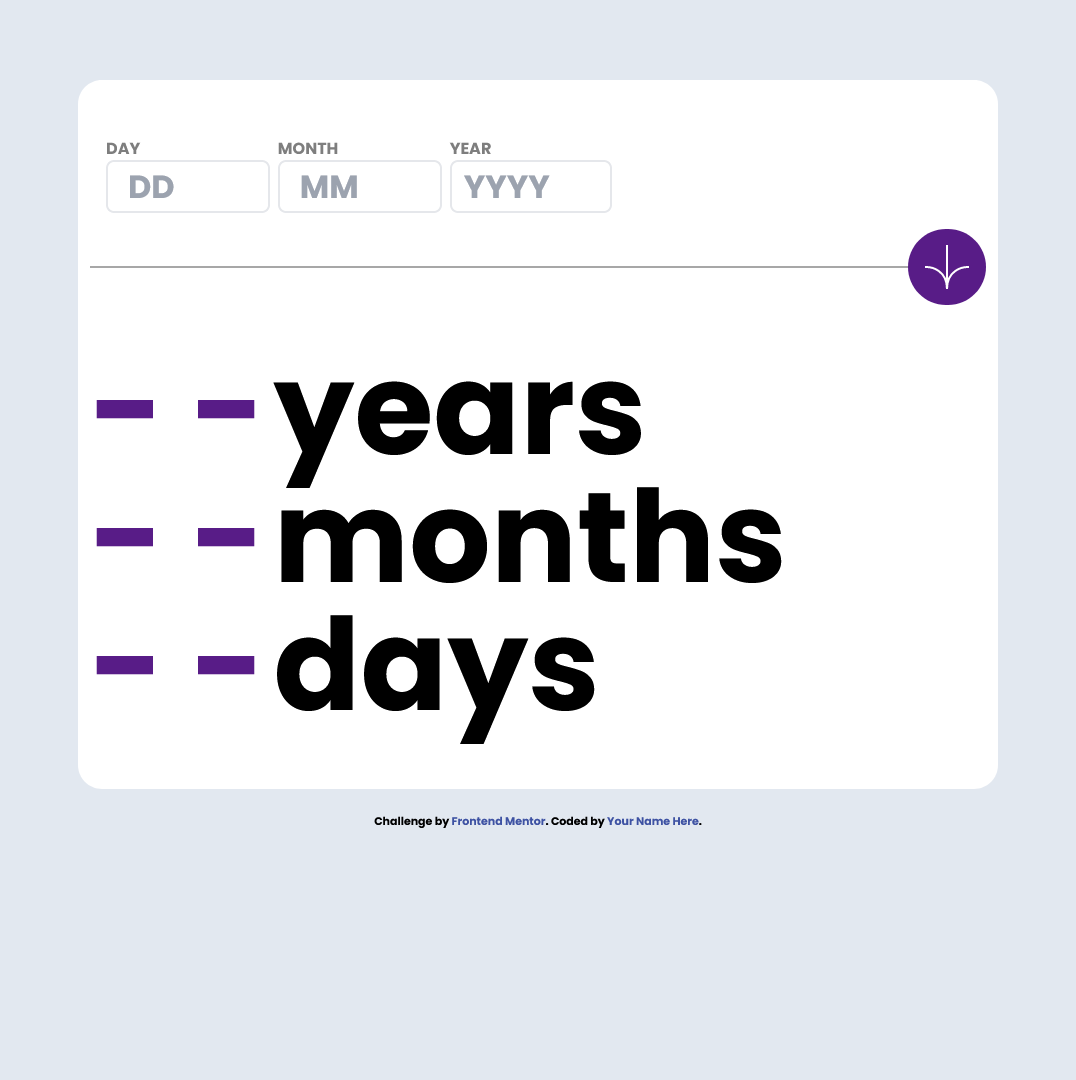 DAY MONTH YEAR
DD MM YYYY
- - years
- - months
- - days
Challenge by Frontend Mentor. Coded by Your Name Here.